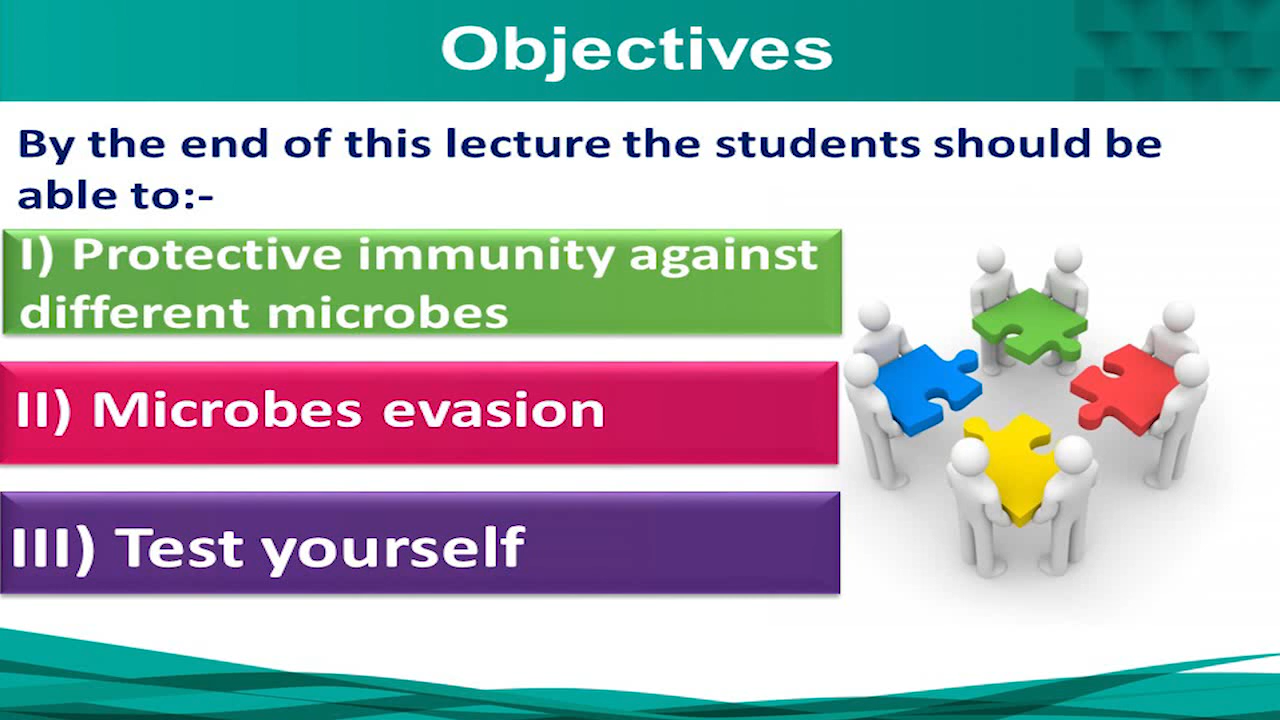 Objectives
By the end of this lecture the students should be
able to:-
I) Protective immunity against
different microbes
II) Microbes evasion
III) Test yourself